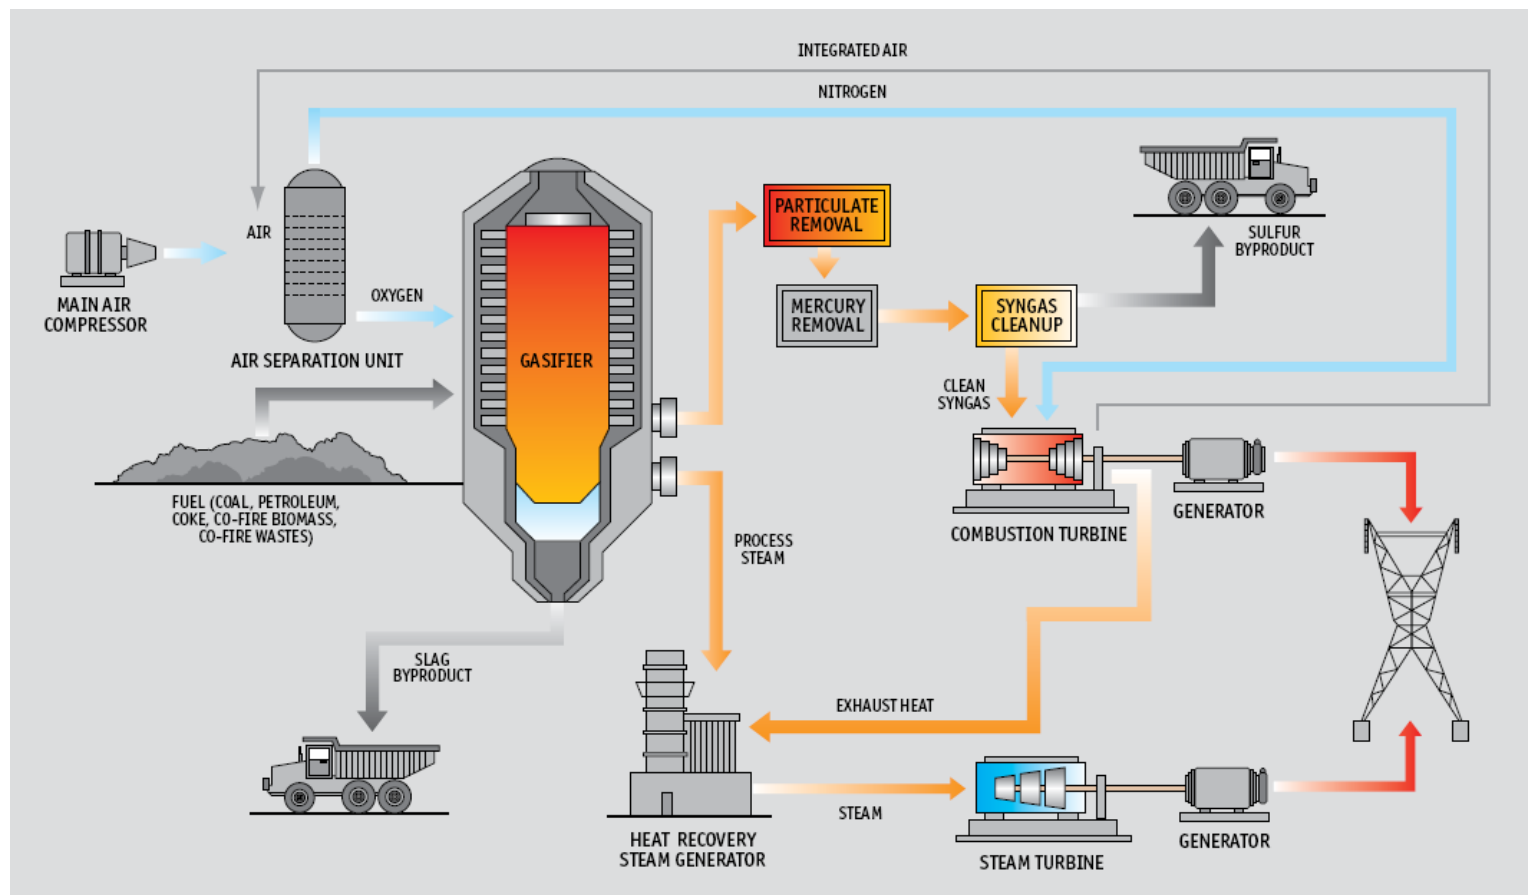 INTEGRATED AIR
NITROGEN
AIR
MAIN AIR
COMPRESSOR
OXYGEN
AIR SEPARATION UNIT
GASIFIER
PARTICULATE
REMOVAL
MERCURY
REMOVAL
SYNGAS
CLEANUP
SULFUR
BYPRODUCT
CLEAN
SYNGAS
FUEL (COAL, PETROLEUM,
COKE, CO-FIRE BIOMASS,
CO-FIRE WASTES)
COMBUSTION TURBINE
GENERATOR
PROCESS
STEAM
SLAG
BYPRODUCT
EXHAUST HEAT
HEAT RECOVERY
STEAM GENERATOR
STEAM
STEAM TURBINE
GENERATOR